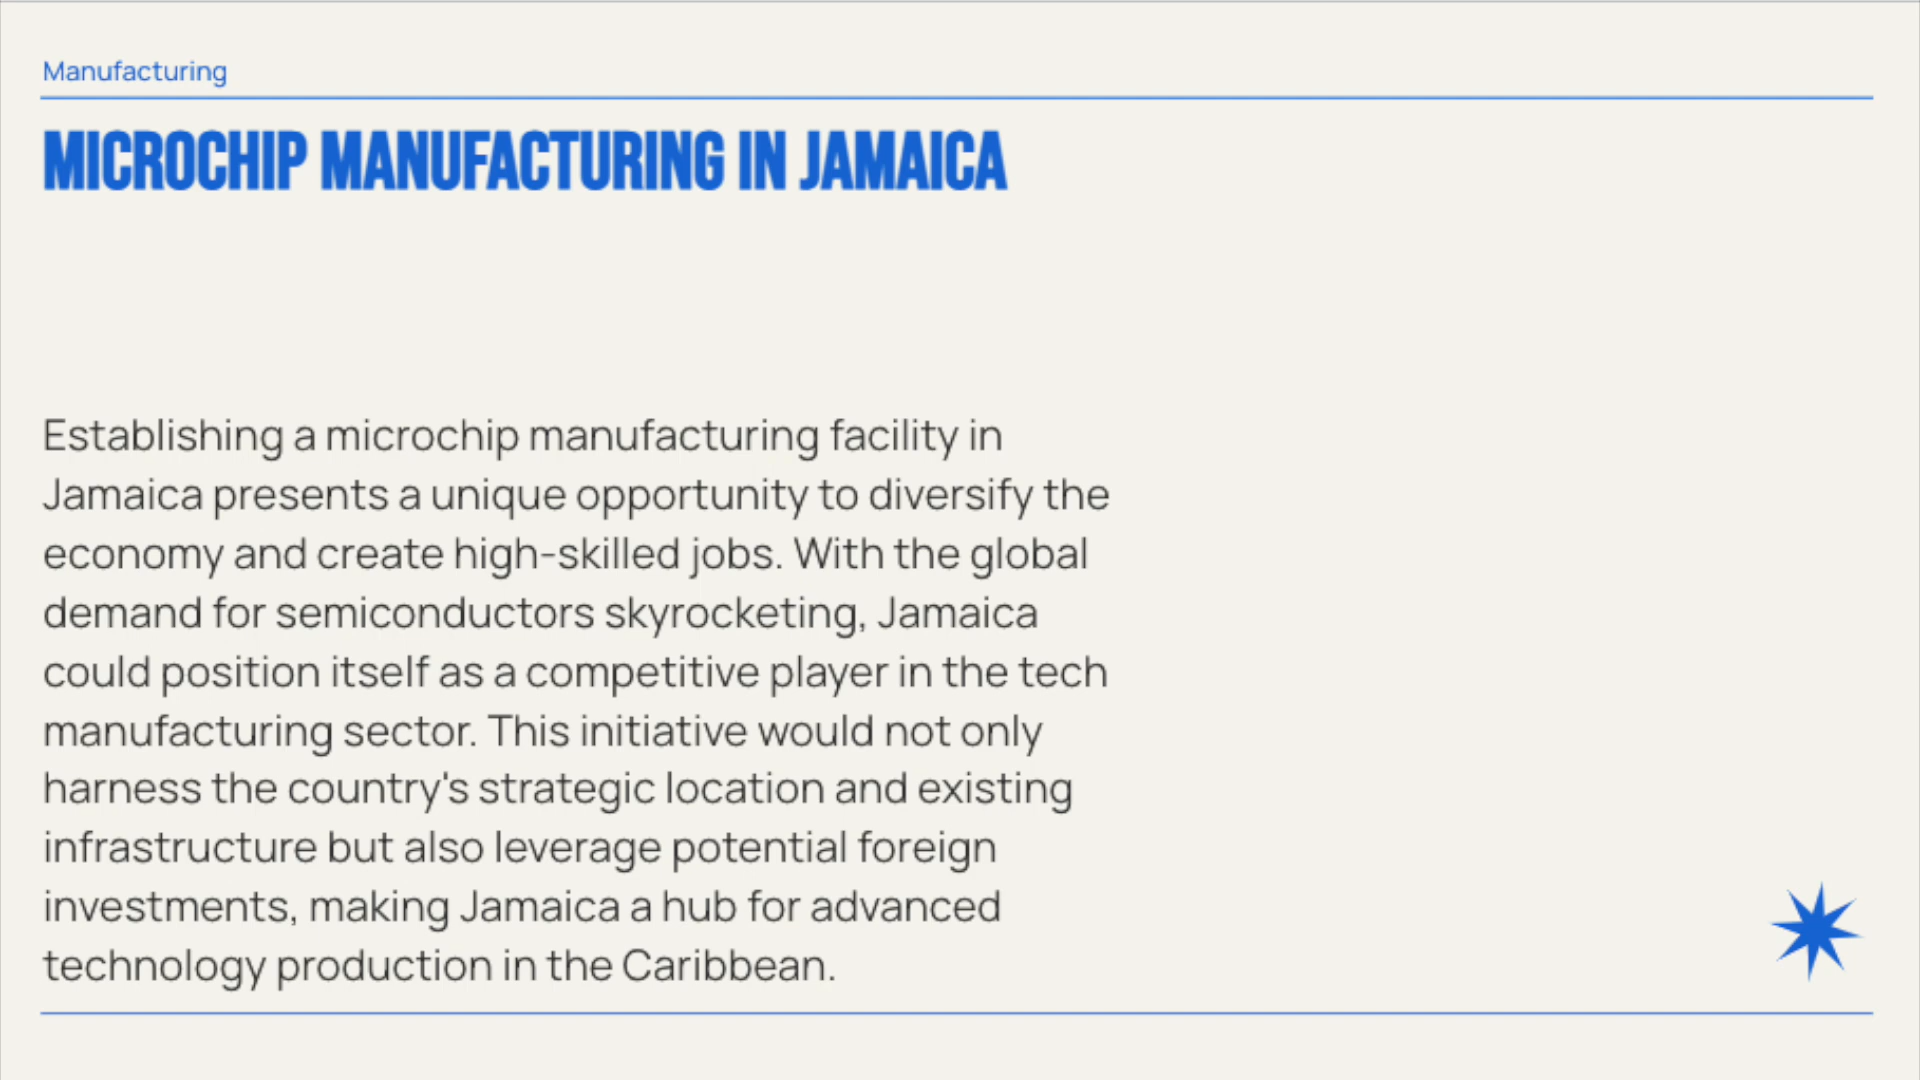 Manufacturing
MICROCHIP MANUFACTURING IN JAMAICA
Establishing a microchip manufacturing facility in
Jamaica presents a unique opportunity to diversify the
economy and create high-skilled jobs. With the global
demand for semiconductors skyrocketing, Jamaica
could position itself as a competitive player in the tech
manufacturing sector. This initiative would not only
harness the country's strategic location and existing
infrastructure but also leverage potential foreign
investments, making Jamaica a hub for advanced
technology production in the Caribbean.